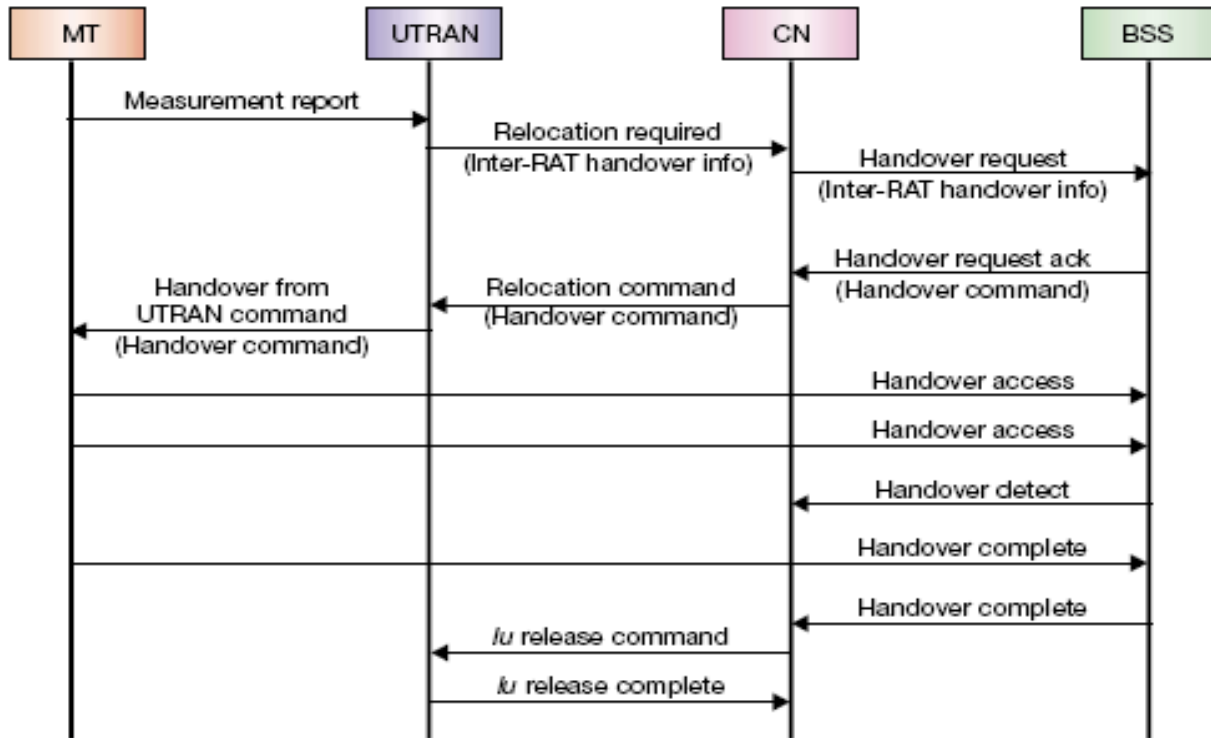 MT
UTRAN
CN
BSS
Measurement report
Relocation required
(Inter-RAT handover info)
Handover request
(Inter-RAT handover info)
Handover request ack
(Handover command)
Relocation command
(Handover command)
Handover from
UTRAN command
(Handover command)
Handover access
Handover access
Handover detect
Handover complete
Handover complete
Iu release command
Iu release complete